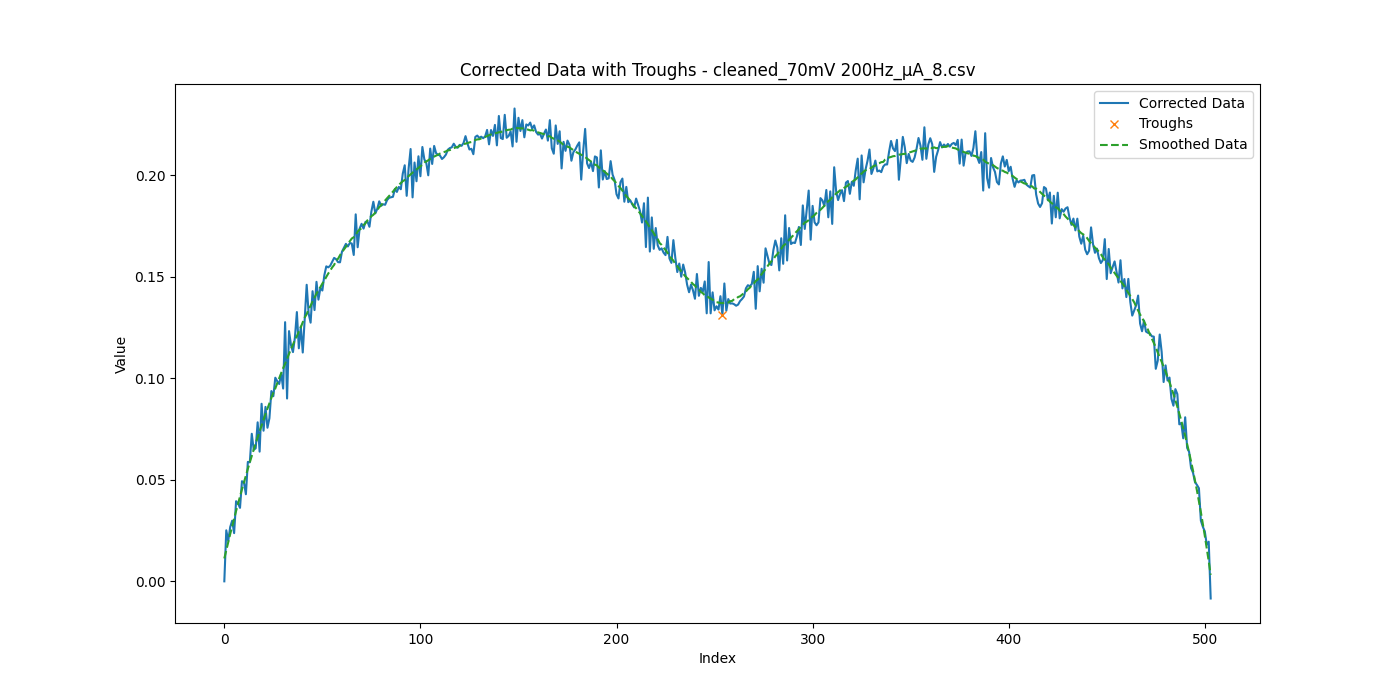 Corrected Data with Troughs - cleaned_70mV 200Hz_µA_8.csv
Corrected Data
Troughs
Smoothed Data
Value
0.20
0.15
0.10
0.05
0.00
0
100
200
300
400
500
Index